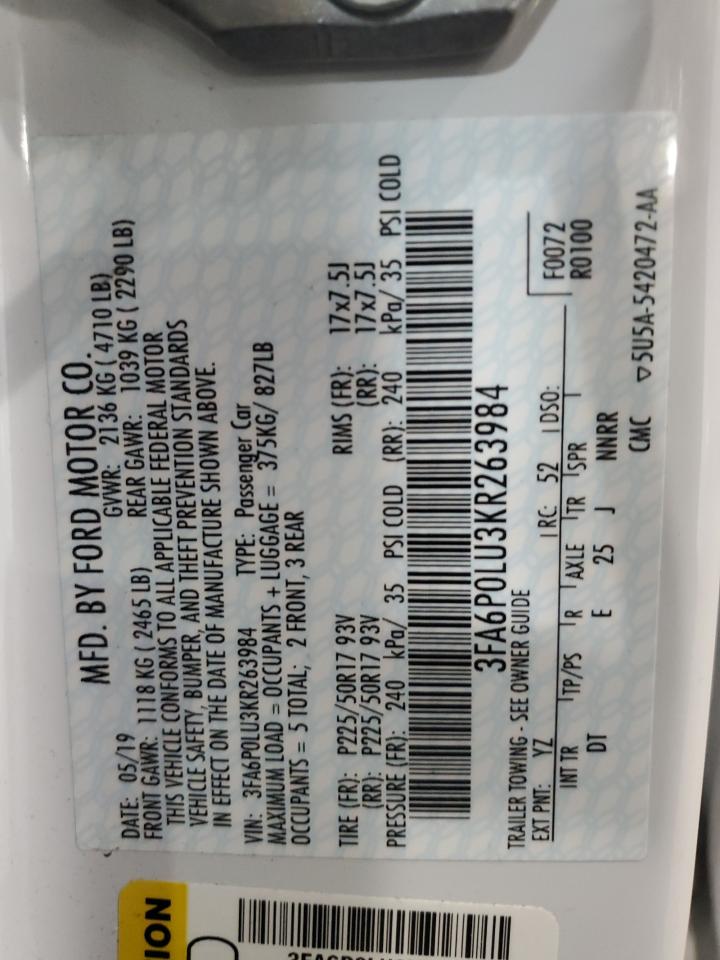 MFD. BY FORD MOTOR CO.
DATE: 05/19 GVWR: 2136 KG ( 4710 LB)
FRONT GAWR: 1118 KG ( 2465 LB) REAR GAWR: 1039 KG ( 2290 LB)
THIS VEHICLE CONFORMS TO ALL APPLICABLE FEDERAL MOTOR
VEHICLE SAFETY, BUMPER, AND THEFT PREVENTION STANDARDS
IN EFFECT ON THE DATE OF MANUFACTURE SHOWN ABOVE.
VIN: 3FA6P0LU3KR263984 TYPE: Passenger Car
MAXIMUM LOAD = OCCUPANTS + LUGGAGE = 375KG/ 827LB
OCCUPANTS = 5 TOTAL; 2 FRONT, 3 REAR
TIRE (FR): P225/50R17 93V RIMS (FR): 17x7.5J
(RR): P225/50R17 93V (RR): 17x7.5J
PRESSURE (FR): 240 kPa/ 35 PSI COLD (RR): 240 kPa/ 35 PSI COLD
3FA6P0LU3KR263984
TRAILER TOWING - SEE OWNER GUIDE F0072
EXT PNT: YZ RC: 52 DSO: R0100
INT TR TP/PS R AXLE TR SPR
DT E 25 J NNRR
CMC ▽5U5A-5420472-AA
ION